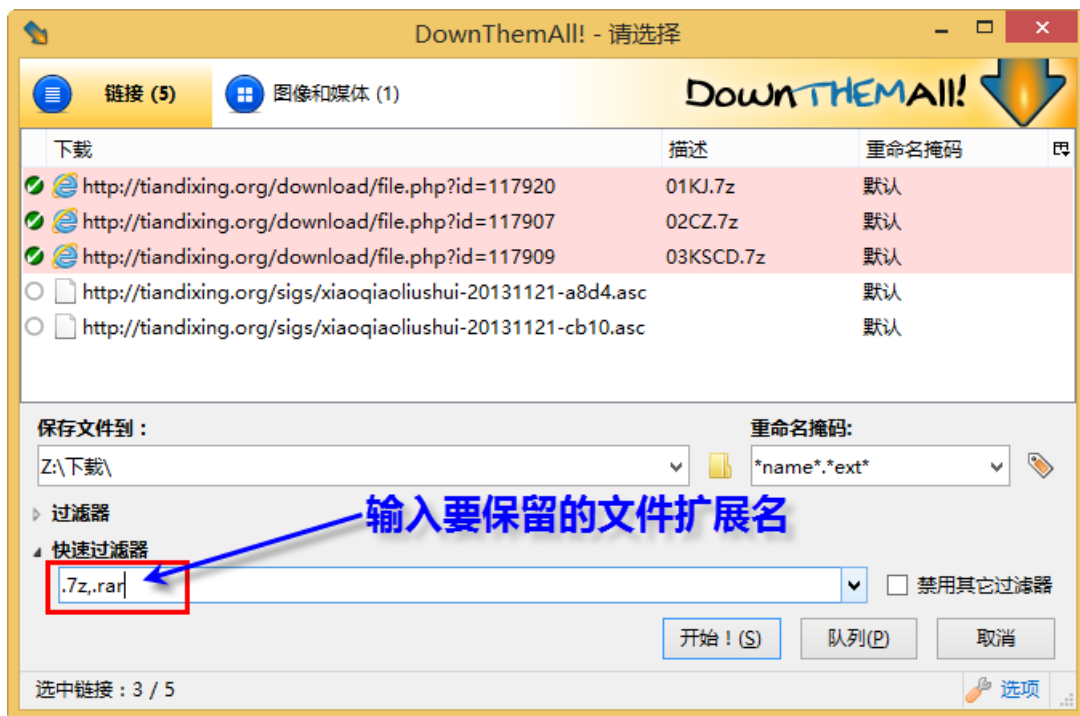 DownThemAll! - 请选择
链接 (5) 图像和媒体 (1) DownTHEMAll!
下载 描述 重命名掩码
http://tiandixing.org/download/file.php?id=117920 01KJ.7z 默认
http://tiandixing.org/download/file.php?id=117907 02CZ.7z 默认
http://tiandixing.org/download/file.php?id=117909 03KSCD.7z 默认
http://tiandixing.org/sigs/xiaoqiaoliushui-20131121-a8d4.asc 默认
http://tiandixing.org/sigs/xiaoqiaoliushui-20131121-cb10.asc 默认
保存文件到： 重命名掩码:
Z:\下载\ *name*.*ext*
过滤器
输入要保留的文件扩展名
快速过滤器
.7z,.rar 禁用其它过滤器
开始！(S) 队列(P) 取消
选中链接：3 / 5 选项